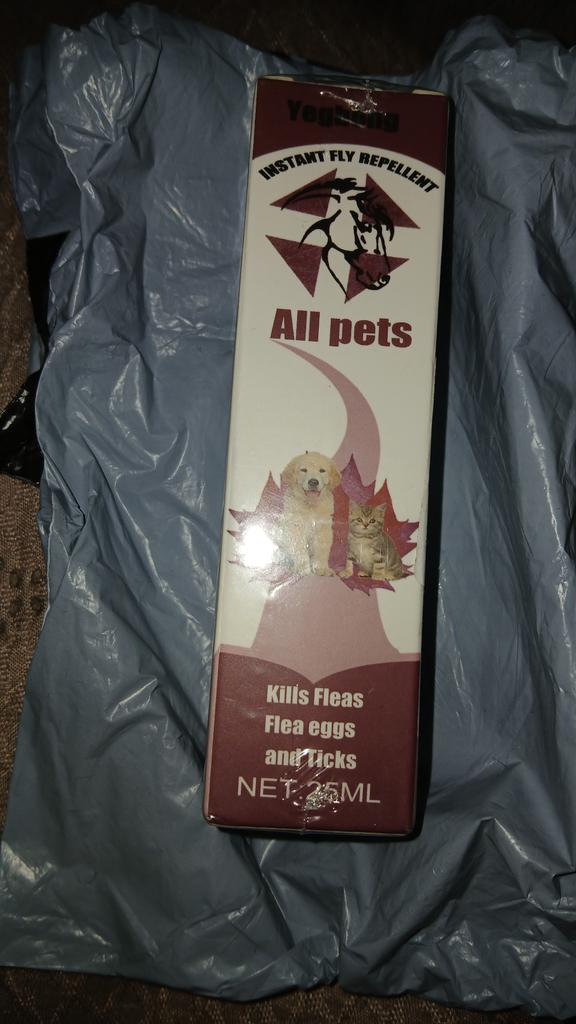 INSTANT FLY REPELLENT
All pets
Kills Fleas
Flea eggs
and Ticks
NET:25ML